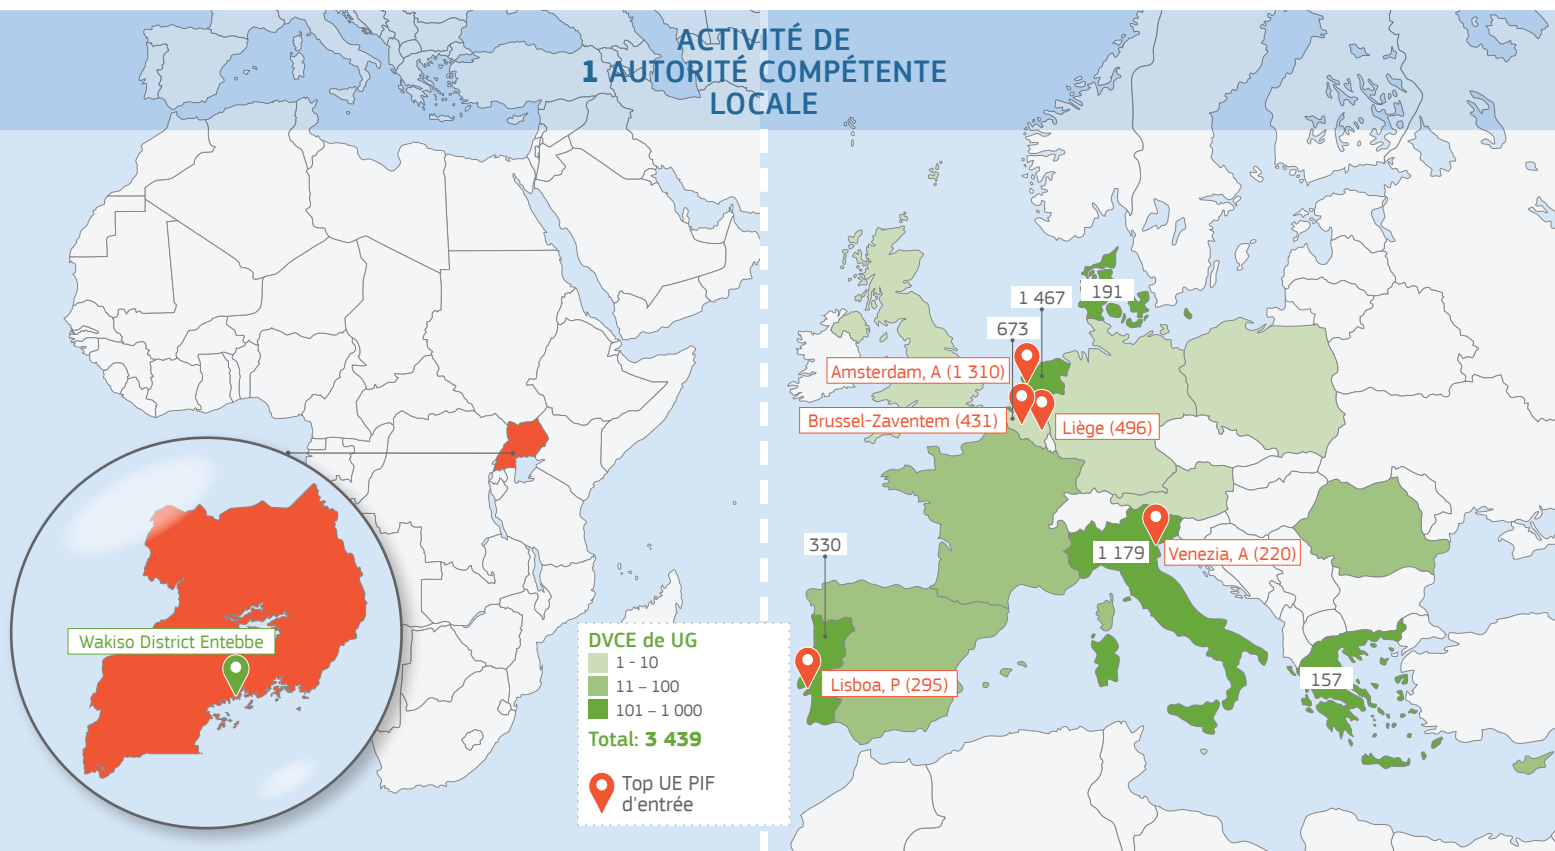 ACTIVITÉ DE
1 AUTORITÉ COMPÉTENTE
LOCALE
191
1 467
673
Amsterdam, A (1 310)
Brussel-Zaventem (431)
Liège (496)
330
1 179
Venezia, A (220)
Wakiso District Entebbe
Lisboa, P (295)
157
DVCE de UG
1 - 10
11 – 100
101 – 1 000
Total: 3 439
Top UE PIF
d'entrée